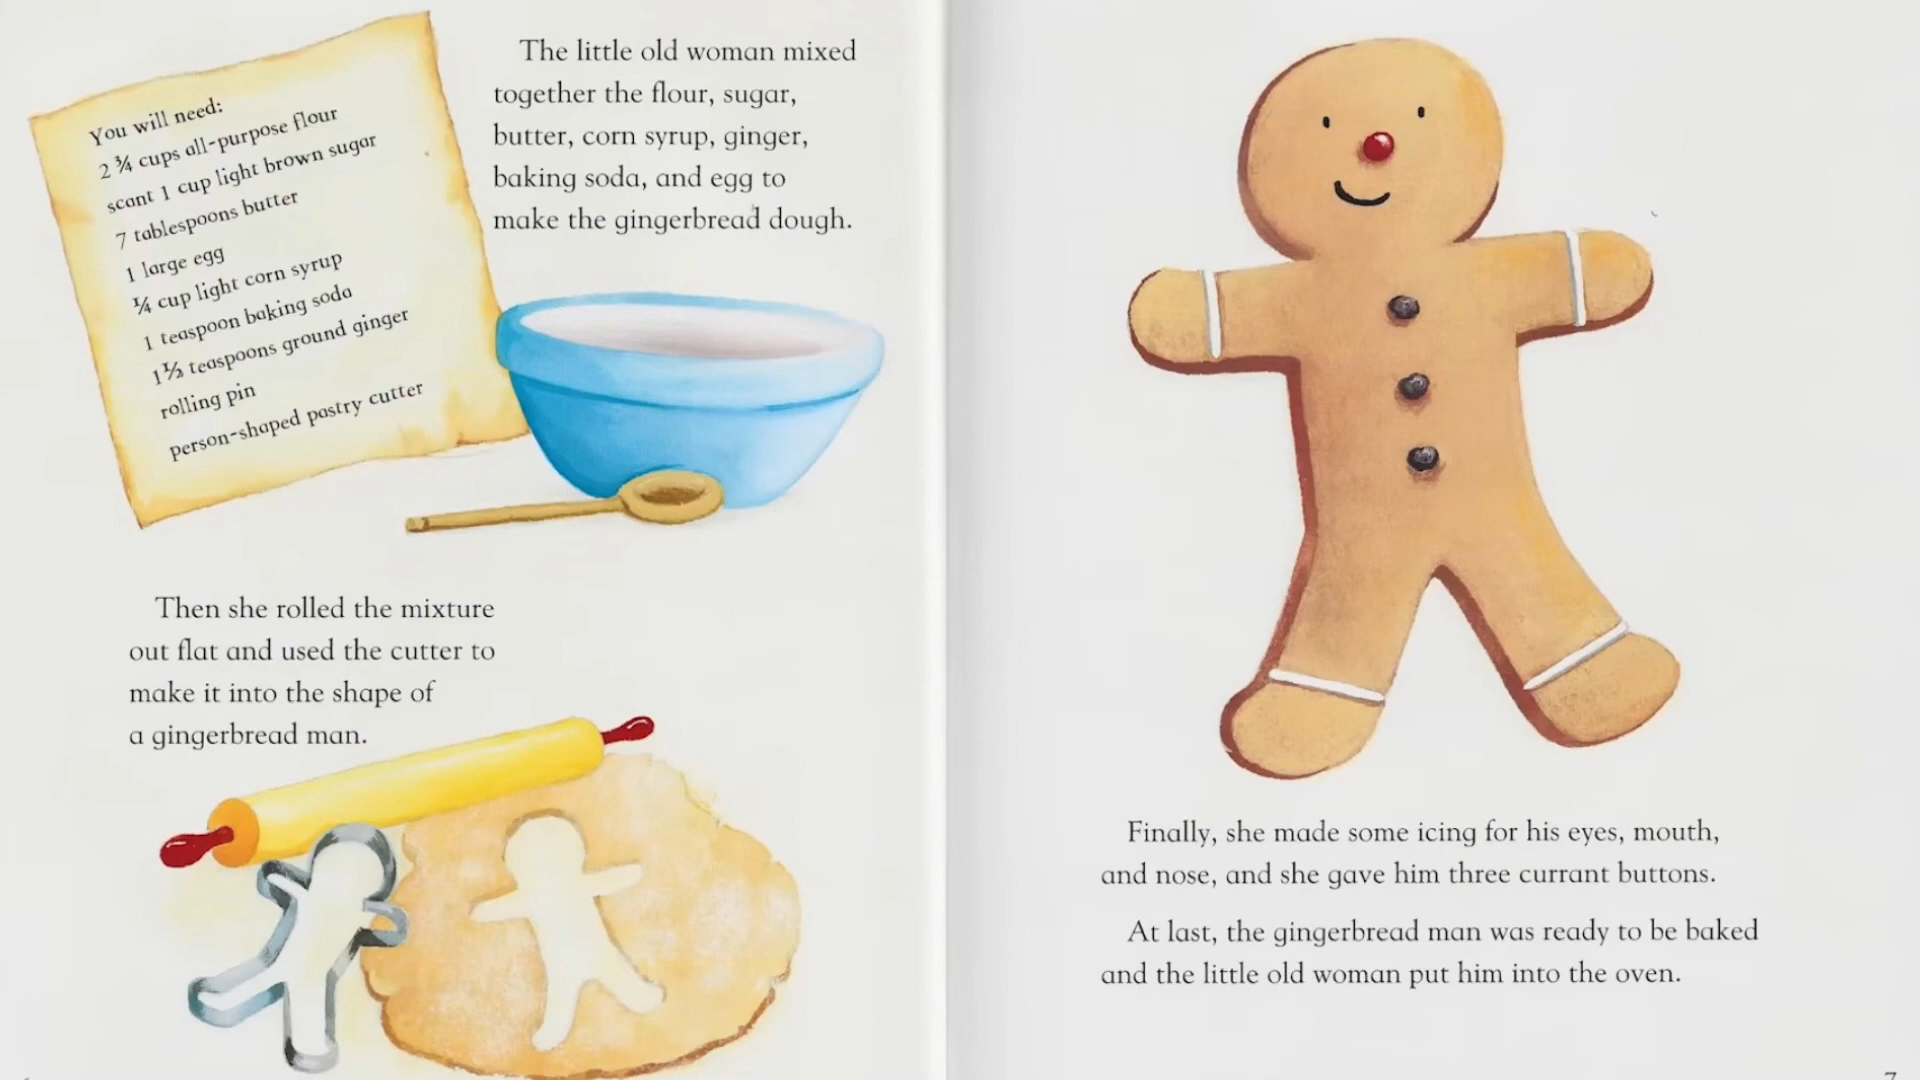 You will need:
2 ¾ cups all-purpose flour
scant 1 cup light brown sugar
7 tablespoons butter
1 large egg
¼ cup light corn syrup
1 teaspoon baking soda
1 ½ teaspoons ground ginger
rolling pin
person-shaped pastry cutter
The little old woman mixed
together the flour, sugar,
butter, corn syrup, ginger,
baking soda, and egg to
make the gingerbread dough.
Then she rolled the mixture
out flat and used the cutter to
make it into the shape of
a gingerbread man.
Finally, she made some icing for his eyes, mouth,
and nose, and she gave him three currant buttons.
At last, the gingerbread man was ready to be baked
and the little old woman put him into the oven.
7